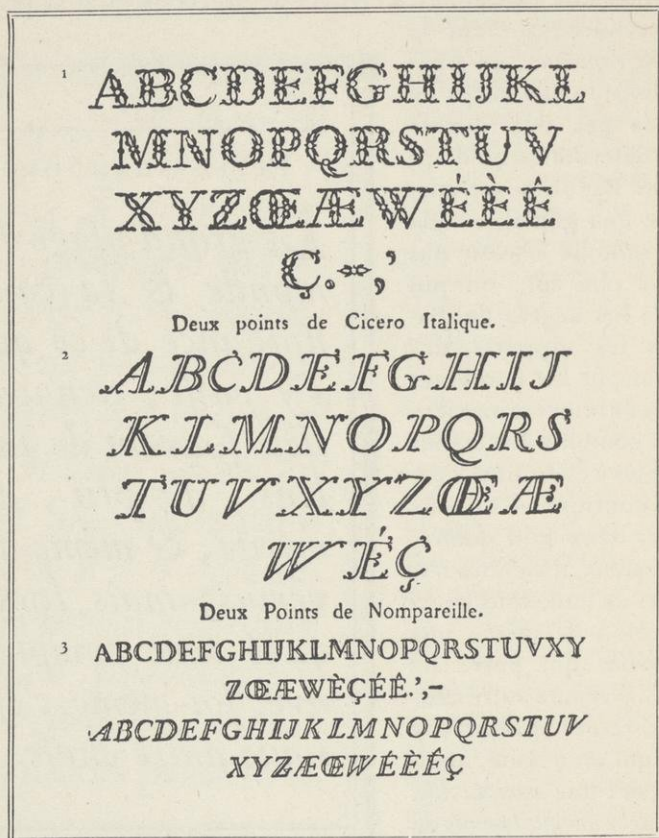 1 ABCDEFGHIJKL
MNOPQRSTUV
XYZŒÆWÉÈÊ
Ç.-,’
Deux points de Cicero Italique.
2 ABCDEFGHIJ
KLMNOPQRS
TUVXYZŒÆ
WÉÇ
Deux Points de Nompareille.
3 ABCDEFGHIJKLMNOPQRSTUVXY
ZŒÆWÈÇÉÊ.’,-
ABCDEFGHIJKLMNOPQRSTUV
XYZÆŒWÉÈÊÇ